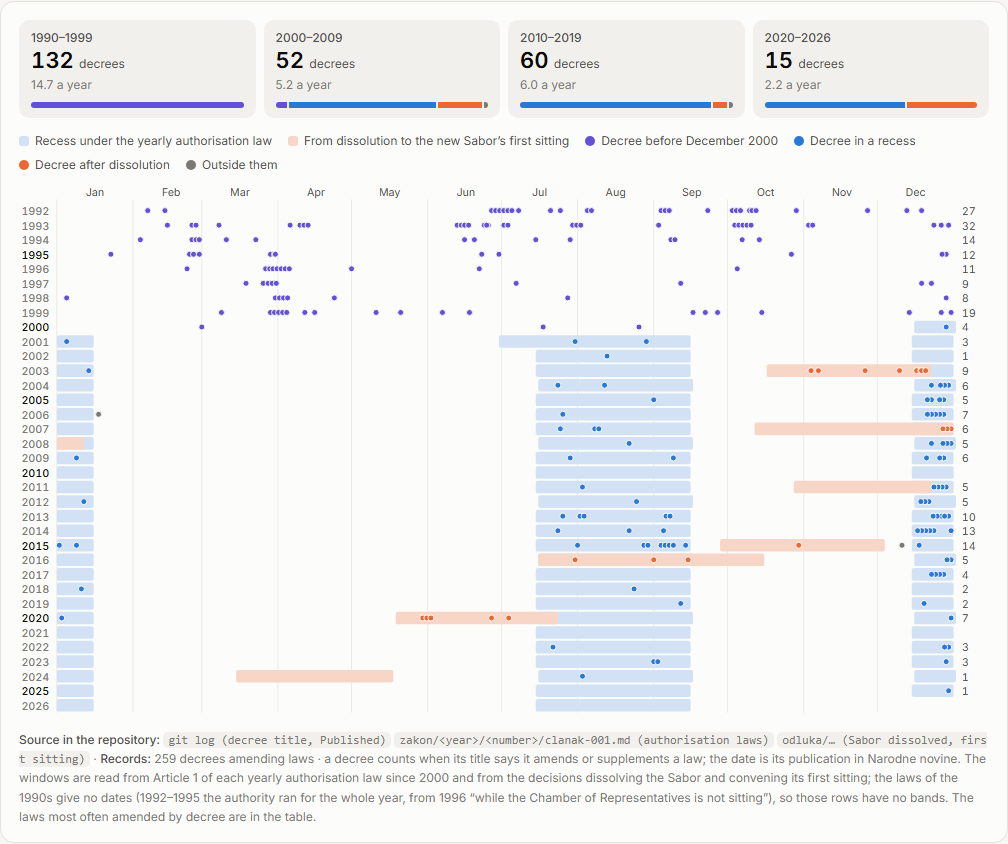 1990–1999
132 decrees
14.7 a year
2000–2009
52 decrees
5.2 a year
2010–2019
60 decrees
6.0 a year
2020–2026
15 decrees
2.2 a year
Recess under the yearly authorisation law
From dissolution to the new Sabor's first sitting
Decree before December 2000
Decree in a recess
Decree after dissolution
Outside them
Jan Feb Mar Apr May Jun Jul Aug Sep Oct Nov Dec
1992 27
1993 32
1994 14
1995 12
1996 11
1997 9
1998 8
1999 19
2000 4
2001 3
2002 1
2003 9
2004 6
2005 5
2006 7
2007 6
2008 5
2009 6
2010
2011 5
2012 5
2013 10
2014 13
2015 14
2016 5
2017 4
2018 2
2019 2
2020 7
2021
2022 3
2023 3
2024 1
2025 1
2026
Source in the repository: git log (decree title, Published) zakon/<year>/<number>/clanak-001.md (authorisation laws) odluka/… (Sabor dissolved, firs
t sitting) · Records: 259 decrees amending laws · a decree counts when its title says it amends or supplements a law; the date is its publication in Narodne novine. The
windows are read from Article 1 of each yearly authorisation law since 2000 and from the decisions dissolving the Sabor and convening its first sitting; the laws of the
1990s give no dates (1992–1995 the authority ran for the whole year, from 1996 "while the Chamber of Representatives is not sitting"), so those rows have no bands. The
laws most often amended by decree are in the table.